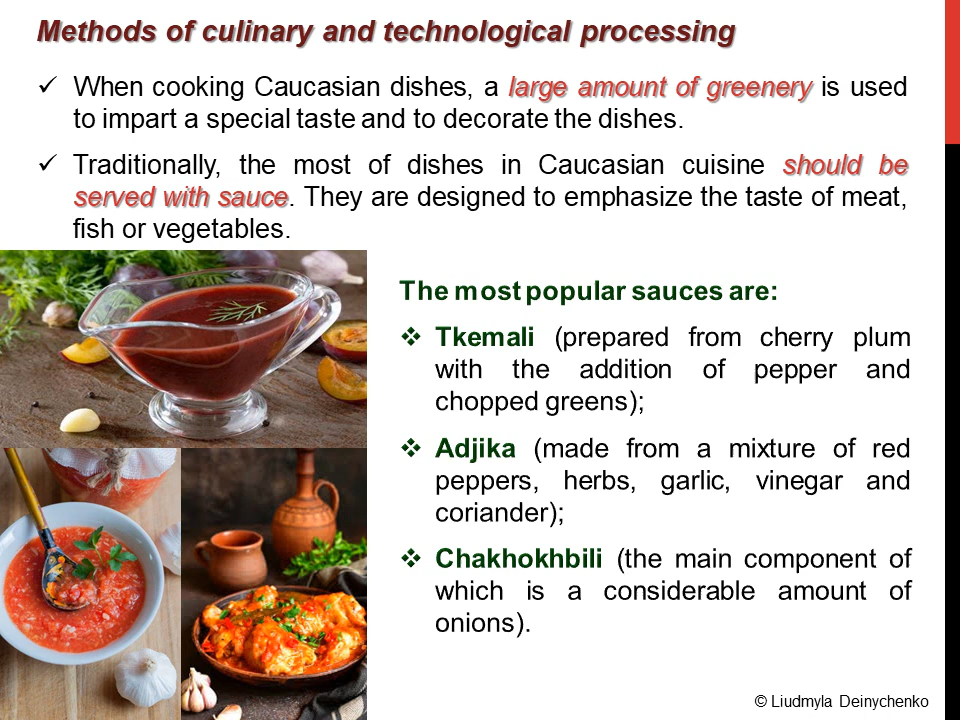 Methods of culinary and technological processing
✓ When cooking Caucasian dishes, a large amount of greenery is used
to impart a special taste and to decorate the dishes.
✓ Traditionally, the most of dishes in Caucasian cuisine should be
served with sauce. They are designed to emphasize the taste of meat,
fish or vegetables.
The most popular sauces are:
❖ Tkemali (prepared from cherry plum
with the addition of pepper and
chopped greens);
❖ Adjika (made from a mixture of red
peppers, herbs, garlic, vinegar and
coriander);
❖ Chakhokhbili (the main component of
which is a considerable amount of
onions).
© Liudmyla Deinychenko